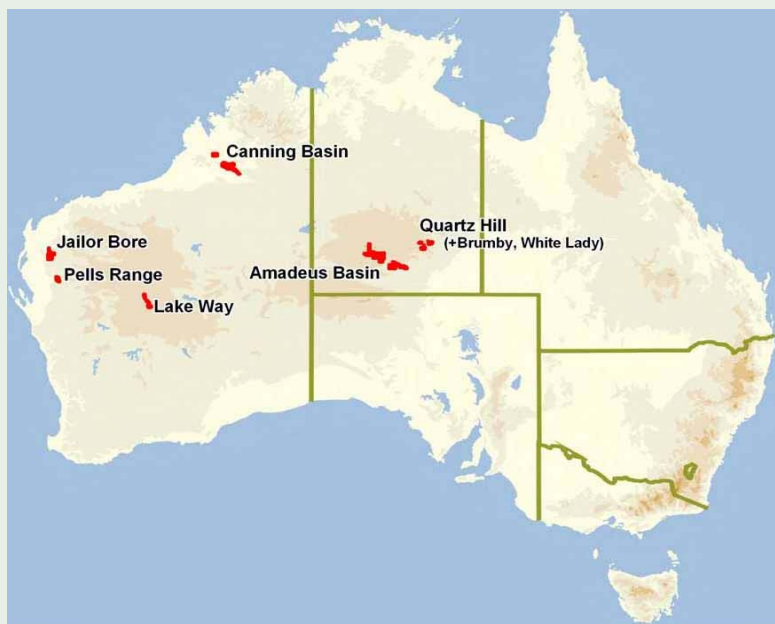 Canning Basin
Quartz Hill
(+Brumby, White Lady)
Jailor Bore
Amadeus Basin
Pells Range
Lake Way